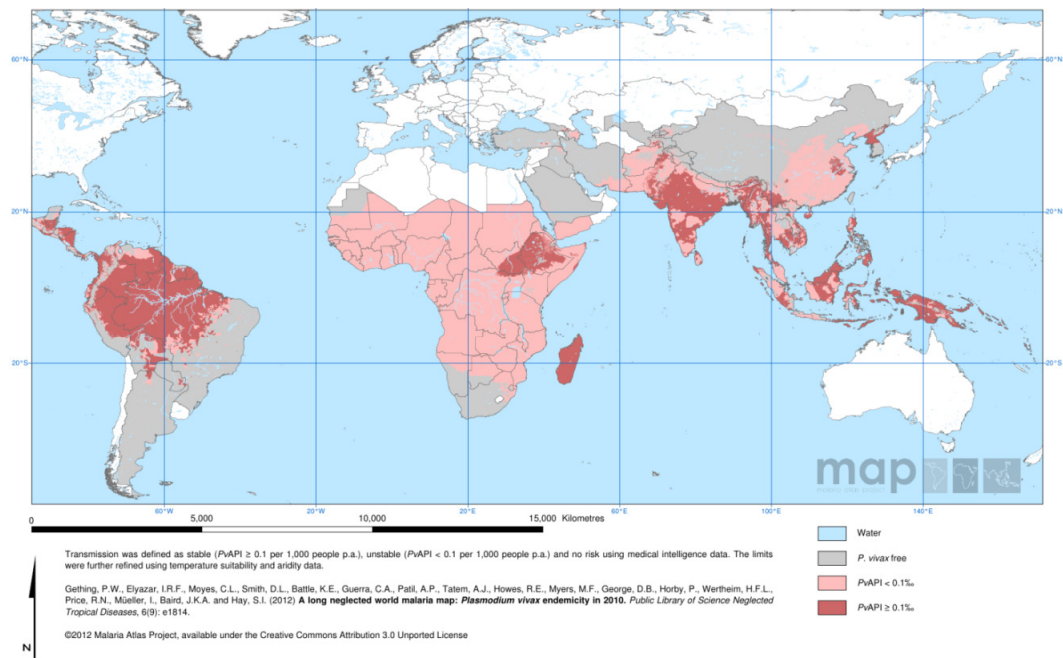 60°N
60°N
20°N
20°N
20°S
20°S
map
60°W
20°W
20°E
60°E
100°E
140°E
0
5,000
10,000
15,000 Kilometres
Water
P. vivax free
PvAPI < 0.1‰
PvAPI ≥ 0.1‰
Transmission was defined as stable (PvAPI ≥ 0.1 per 1,000 people p.a.), unstable (PvAPI < 0.1 per 1,000 people p.a.) and no risk using medical intelligence data. The limits
were further refined using temperature suitability and aridity data.
Gething, P.W., Elyazar, I.R.F., Moyes, C.L., Smith, D.L., Battle, K.E., Guerra, C.A., Patil, A.P., Tatem, A.J., Howes, R.E., Myers, M.F., George, D.B., Horby, P., Wertheim, H.F.L.,
Price, R.N., Müeller, I., Baird, J.K.A. and Hay, S.I. (2012) A long neglected world malaria map: Plasmodium vivax endemicity in 2010. Public Library of Science Neglected
Tropical Diseases, 6(9): e1814.
©2012 Malaria Atlas Project, available under the Creative Commons Attribution 3.0 Unported License
N